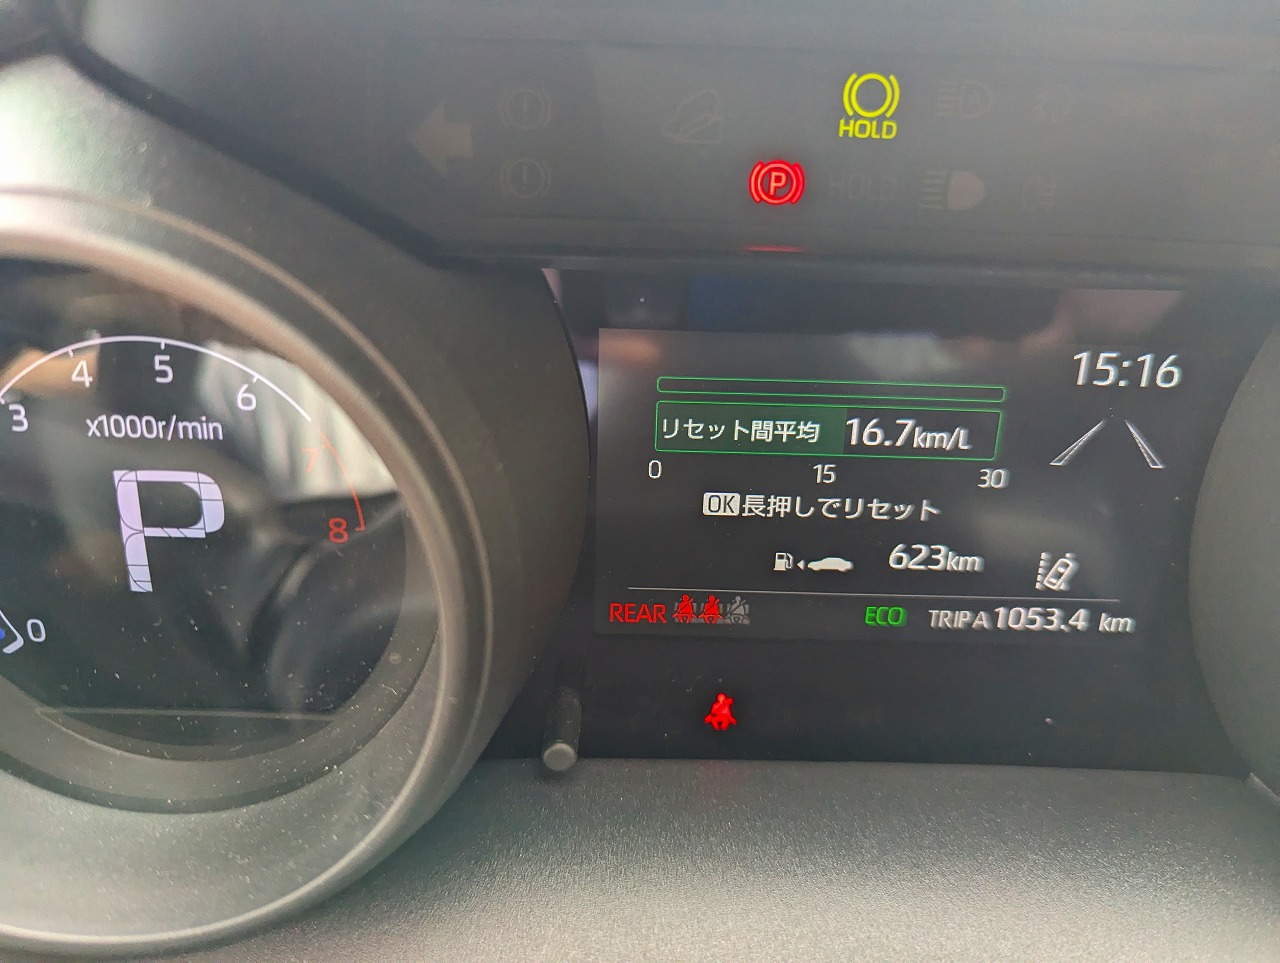 HOLD
P
HOLD
15:16
3 4 5 6 7 8
x1000r/min
P
0
リセット間平均 16.7km/L
0 15 30
OK長押しでリセット
623km
REAR
ECO TRIP A 1053.4 km